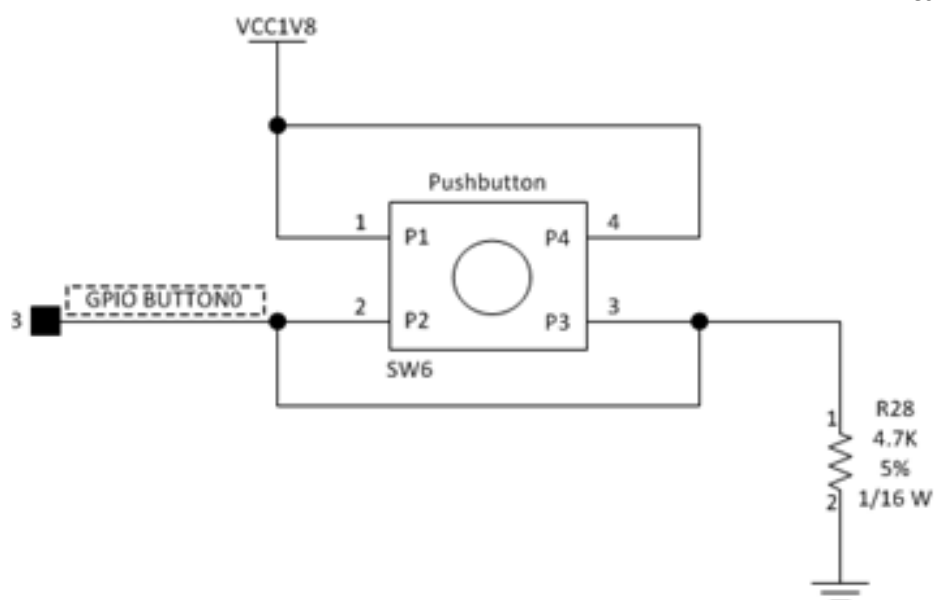 VCC1V8
Pushbutton
1
P1
P4
4
GPIO BUTTON0
3
2
P2
P3
3
SW6
1
R28
4.7K
5%
2
1/16 W